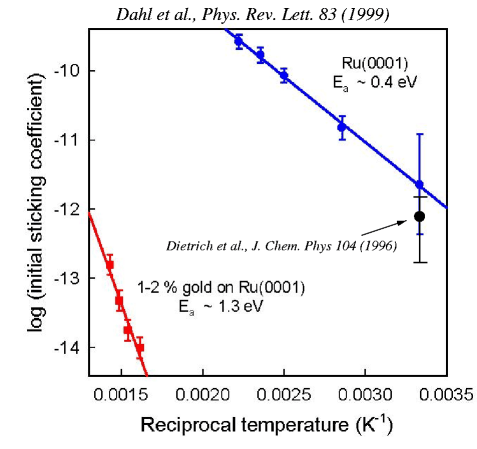 Dahl et al., Phys. Rev. Lett. 83 (1999)
log (initial sticking coefficient)
-10
-11
-12
-13
-14
Ru(0001)
Ea ~ 0.4 eV
Dietrich et al., J. Chem. Phys 104 (1996)
1-2 % gold on Ru(0001)
Ea ~ 1.3 eV
0.0015 0.0020 0.0025 0.0030 0.0035
Reciprocal temperature (K-1)